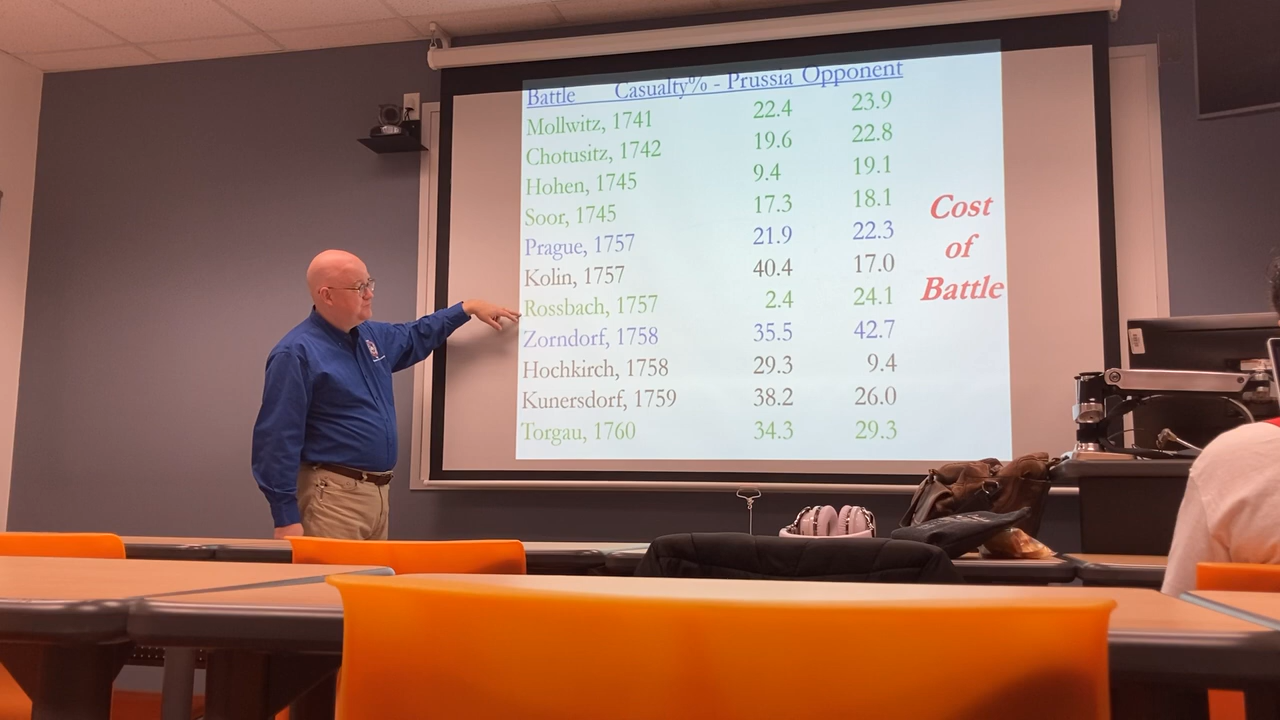 Battle Casualty% - Prussia Opponent
Mollwitz, 1741 22.4 23.9
Chotusitz, 1742 19.6 22.8
Hohen, 1745 9.4 19.1
Soor, 1745 17.3 18.1
Prague, 1757 21.9 22.3
Kolin, 1757 40.4 17.0
Rossbach, 1757 2.4 24.1
Zorndorf, 1758 35.5 42.7
Hochkirch, 1758 29.3 9.4
Kunersdorf, 1759 38.2 26.0
Torgau, 1760 34.3 29.3
Cost
of
Battle